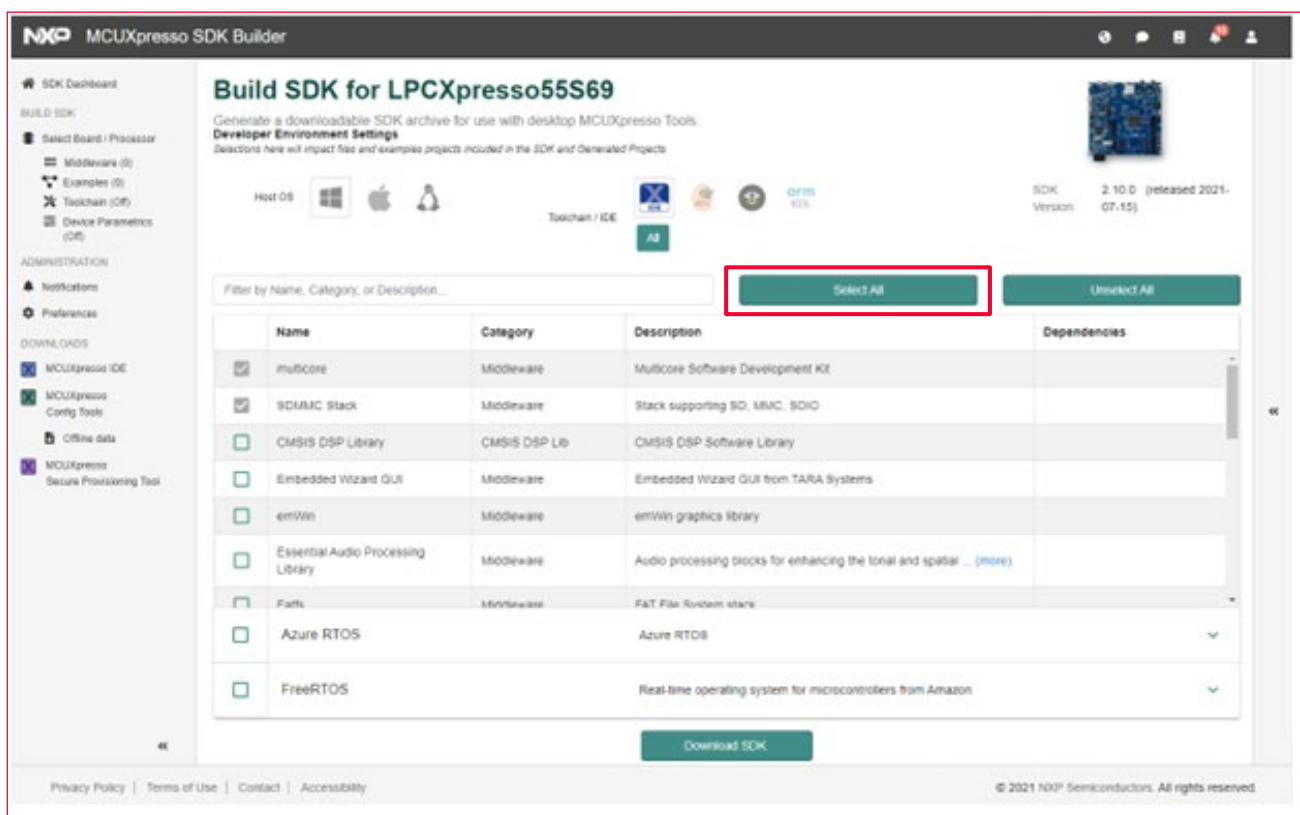 NXP MCUXpresso SDK Builder
SDK Dashboard
BUILD SDK
Select Board / Processor
Middleware (0)
Examples (0)
Toolchain (Off)
Device Parametrics
(Off)
ADMINISTRATION
Notifications
Preferences
DOWNLOADS
MCUXpresso IDE
MCUXpresso
Config Tools
Offline data
MCUXpresso
Secure Provisioning Tool
Build SDK for LPCXpresso55S69
Generate a downloadable SDK archive for use with desktop MCUXpresso Tools.
Developer Environment Settings
Selections here will impact files and examples projects included in the SDK and Generated Projects
Host OS
Toolchain / IDE
IDE
arm
All
SDK 2.10.0 (released 2021-
Version: 07-15)
Filter by Name, Category, or Description...
Select All
Unselect All
Name Category Description Dependencies
multicore Middleware Multicore Software Development Kit
SDMMC Stack Middleware Stack supporting SD, MMC, SDIO
CMSIS DSP Library CMSIS DSP Lib CMSIS DSP Software Library
Embedded Wizard GUI Middleware Embedded Wizard GUI from TARA Systems
emWin Middleware emWin graphics library
Essential Audio Processing
Library Middleware Audio processing blocks for enhancing the tonal and spatial ... (more)
Fatfs Middleware FAT File System stack
Azure RTOS Azure RTOS
FreeRTOS Real-time operating system for microcontrollers from Amazon
Download SDK
Privacy Policy | Terms of Use | Contact | Accessibility
© 2021 NXP Semiconductors. All rights reserved.